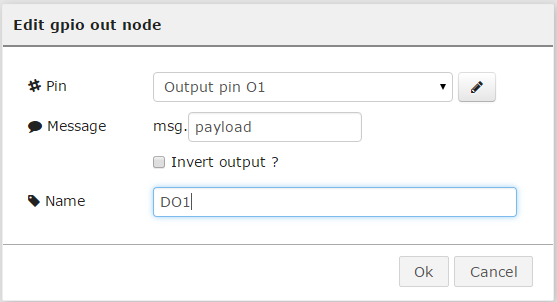 Edit gpio out node
Pin Output pin O1
Message msg. payload
Invert output ?
Name DO1
Ok Cancel